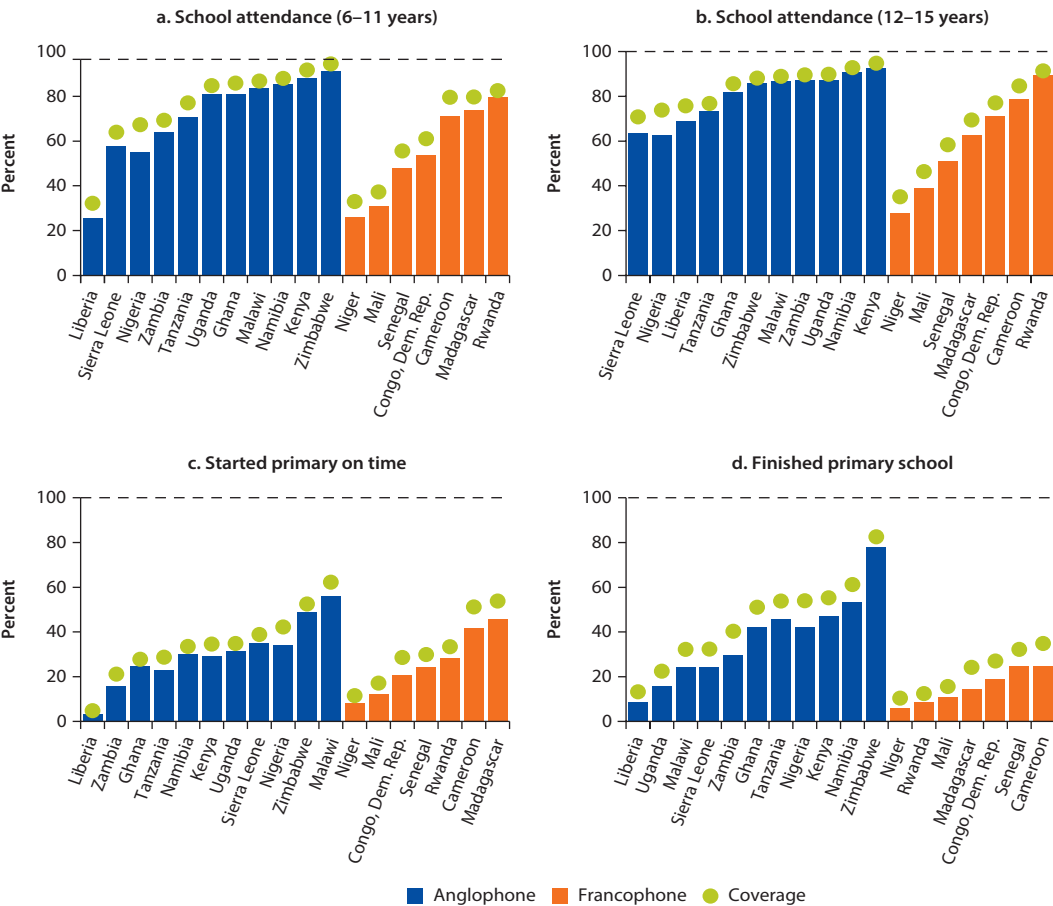 a. School attendance (6–11 years)
Percent
100
80
60
40
20
0
Liberia
Sierra Leone
Nigeria
Zambia
Tanzania
Uganda
Ghana
Malawi
Namibia
Kenya
Zimbabwe
Niger
Mali
Senegal
Congo, Dem. Rep.
Cameroon
Madagascar
Rwanda
b. School attendance (12–15 years)
Percent
100
80
60
40
20
0
Sierra Leone
Nigeria
Liberia
Tanzania
Ghana
Zimbabwe
Malawi
Zambia
Uganda
Namibia
Kenya
Niger
Mali
Senegal
Madagascar
Congo, Dem. Rep.
Cameroon
Rwanda
c. Started primary on time
Percent
100
80
60
40
20
0
Liberia
Zambia
Ghana
Tanzania
Namibia
Kenya
Uganda
Sierra Leone
Nigeria
Zimbabwe
Malawi
Niger
Mali
Congo, Dem. Rep.
Senegal
Rwanda
Cameroon
Madagascar
d. Finished primary school
Percent
100
80
60
40
20
0
Liberia
Uganda
Malawi
Sierra Leone
Zambia
Ghana
Tanzania
Nigeria
Kenya
Namibia
Zimbabwe
Niger
Rwanda
Mali
Madagascar
Congo, Dem. Rep.
Senegal
Cameroon
Anglophone Francophone Coverage